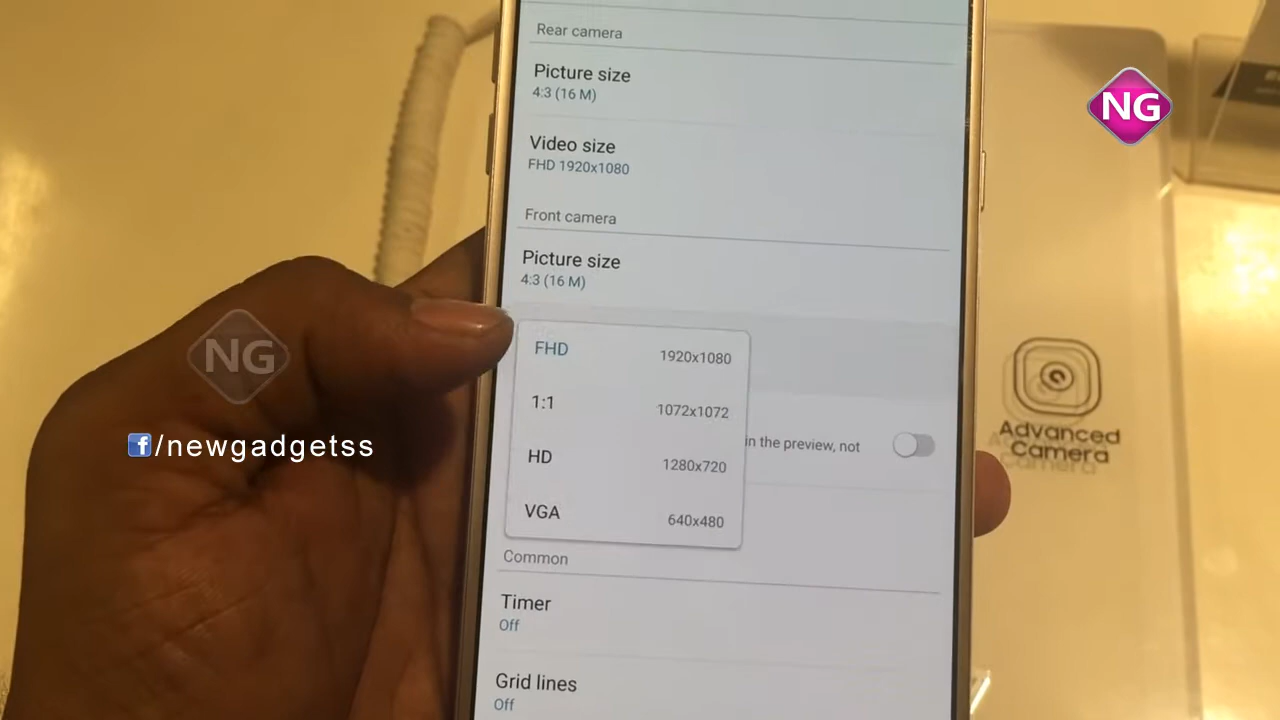 Rear camera
Picture size
4:3 (16 M)
Video size
FHD 1920x1080
Front camera
Picture size
4:3 (16 M)
FHD 1920x1080
1:1 1072x1072
HD 1280x720
VGA 640x480
in the preview, not
Common
Timer
Off
Grid lines
Off
NG
NG
f/newgadgetss
Advanced
Camera